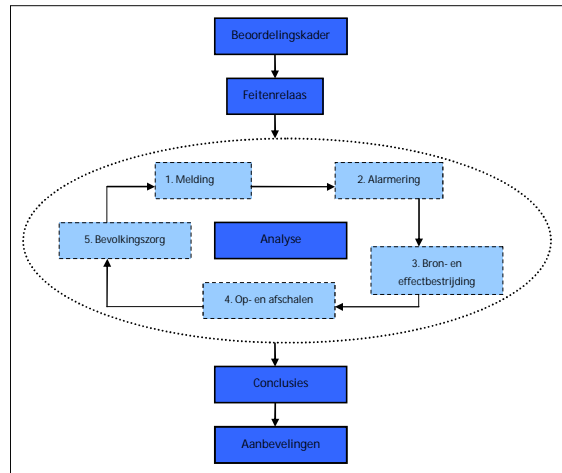 Beoordelingskader
Feitenrelaas
1. Melding
2. Alarmering
5. Bevolkingszorg
Analyse
3. Bron- en
effectbestrijding
4. Op- en afschalen
Conclusies
Aanbevelingen